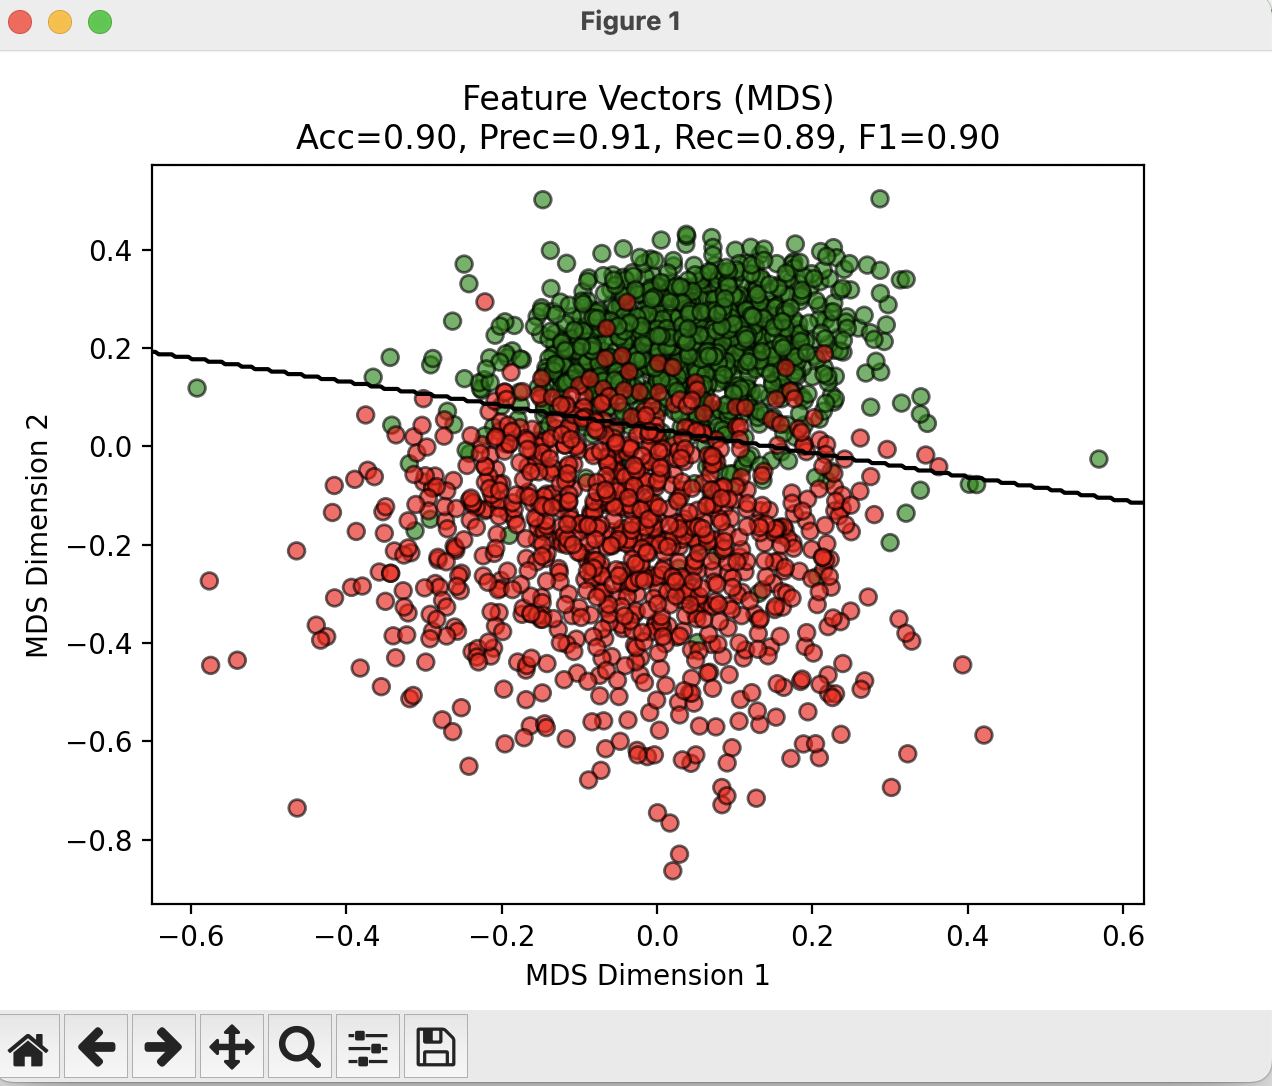 Figure 1
Feature Vectors (MDS)
Acc=0.90, Prec=0.91, Rec=0.89, F1=0.90
MDS Dimension 2
0.4
0.2
0.0
−0.2
−0.4
−0.6
−0.8
−0.6 −0.4 −0.2 0.0 0.2 0.4 0.6
MDS Dimension 1